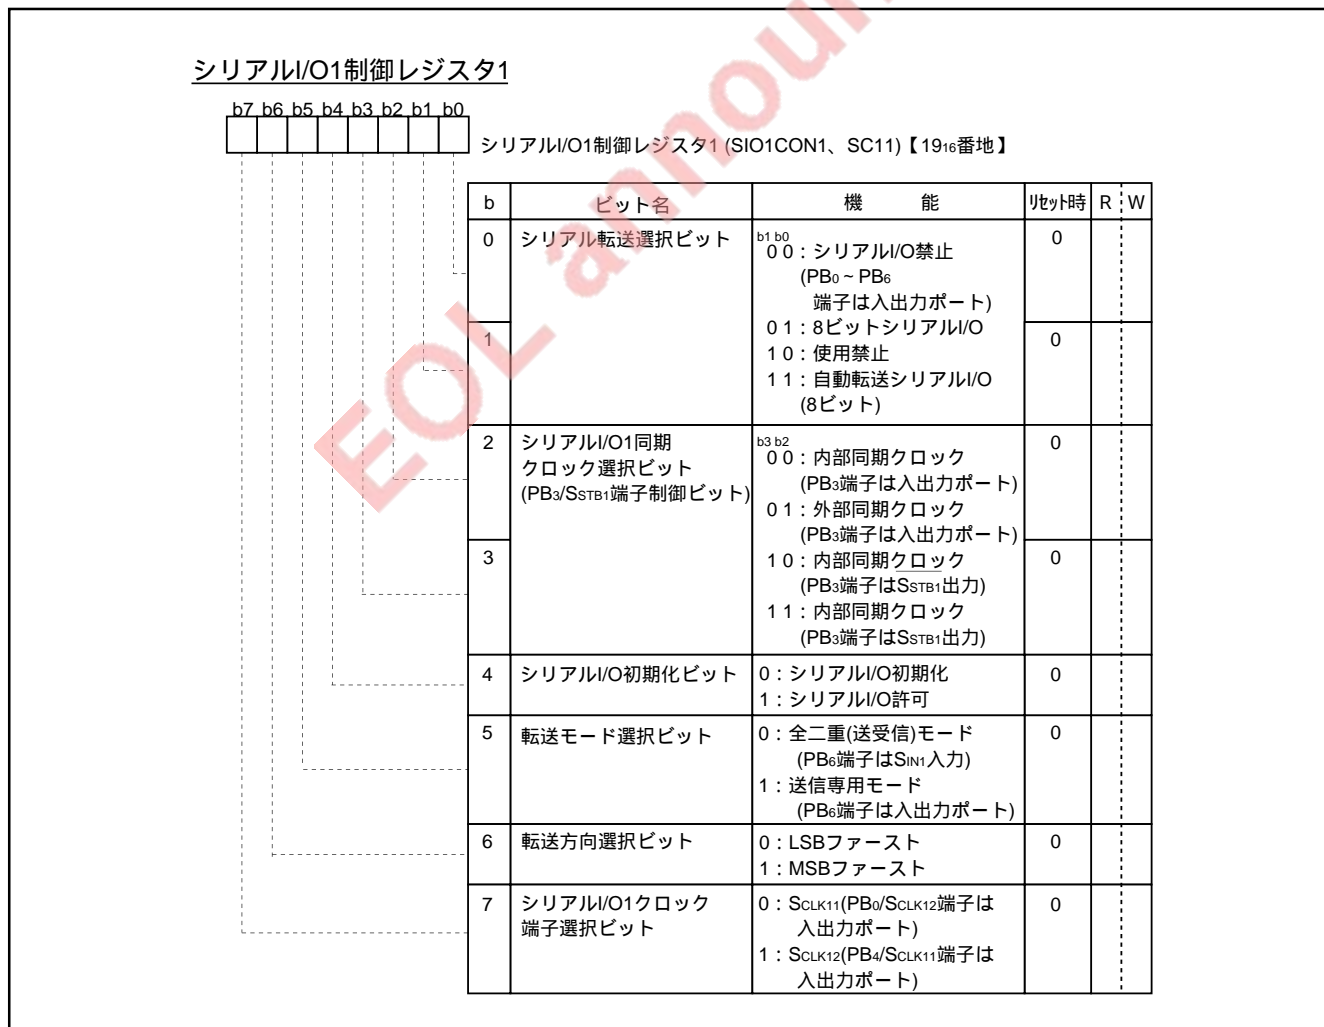 EOL announ
シリアルI/O1制御レジスタ1
b7 b6 b5 b4 b3 b2 b1 b0
シリアルI/O1制御レジスタ1 (SIO1CON1、SC11)【1916番地】
b ビット名 機 能 リセット時 R W
0 シリアル転送選択ビット b1 b0 0
0 0：シリアルI/O禁止
(PB0～PB6
端子は入出力ポート)
0 1：8ビットシリアルI/O
1 0
1 0：使用禁止
1 1：自動転送シリアルI/O
(8ビット)
2 シリアルI/O1同期 b3 b2 0
クロック選択ビット 0 0：内部同期クロック
(PB3/SSTB1端子制御ビット) (PB3端子は入出力ポート)
0 1：外部同期クロック
(PB3端子は入出力ポート)
3 1 0：内部同期クロック 0
(PB3端子はS̅S̅T̅B̅1̅出力)
1 1：内部同期クロック
(PB3端子はSSTB1出力)
4 シリアルI/O初期化ビット 0：シリアルI/O初期化 0
1：シリアルI/O許可
5 転送モード選択ビット 0：全二重(送受信)モード 0
(PB6端子はSIN1入力)
1：送信専用モード
(PB6端子は入出力ポート)
6 転送方向選択ビット 0：LSBファースト 0
1：MSBファースト
7 シリアルI/O1クロック 0：SCLK11(PB0/SCLK12端子は 0
端子選択ビット 入出力ポート)
1：SCLK12(PB4/SCLK11端子は
入出力ポート)